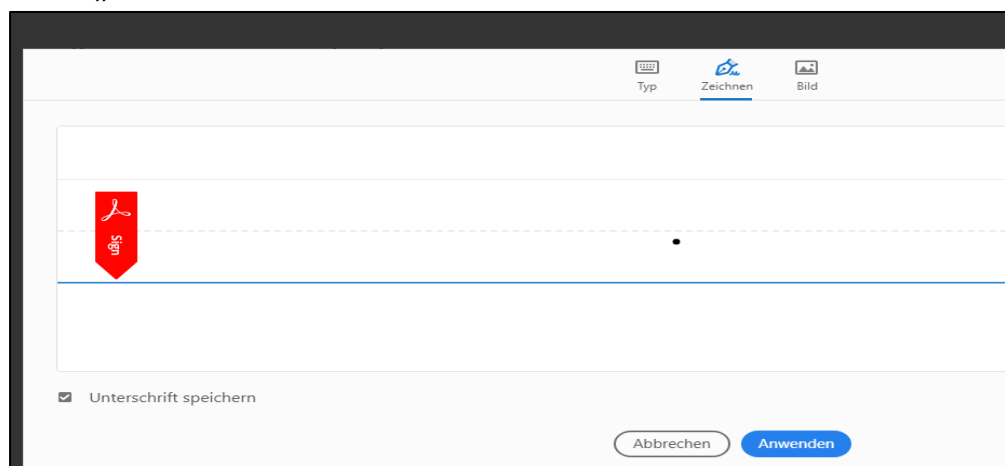 Typ Zeichnen Bild
Sign
Unterschrift speichern
Abbrechen Anwenden